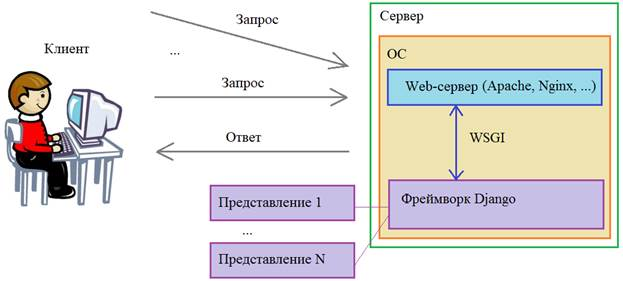 Запрос
Сервер
Клиент
...
ОС
Запрос
Web-сервер (Apache, Nginx, ...)
Ответ
WSGI
Представление 1
Фреймворк Django
...
Представление N